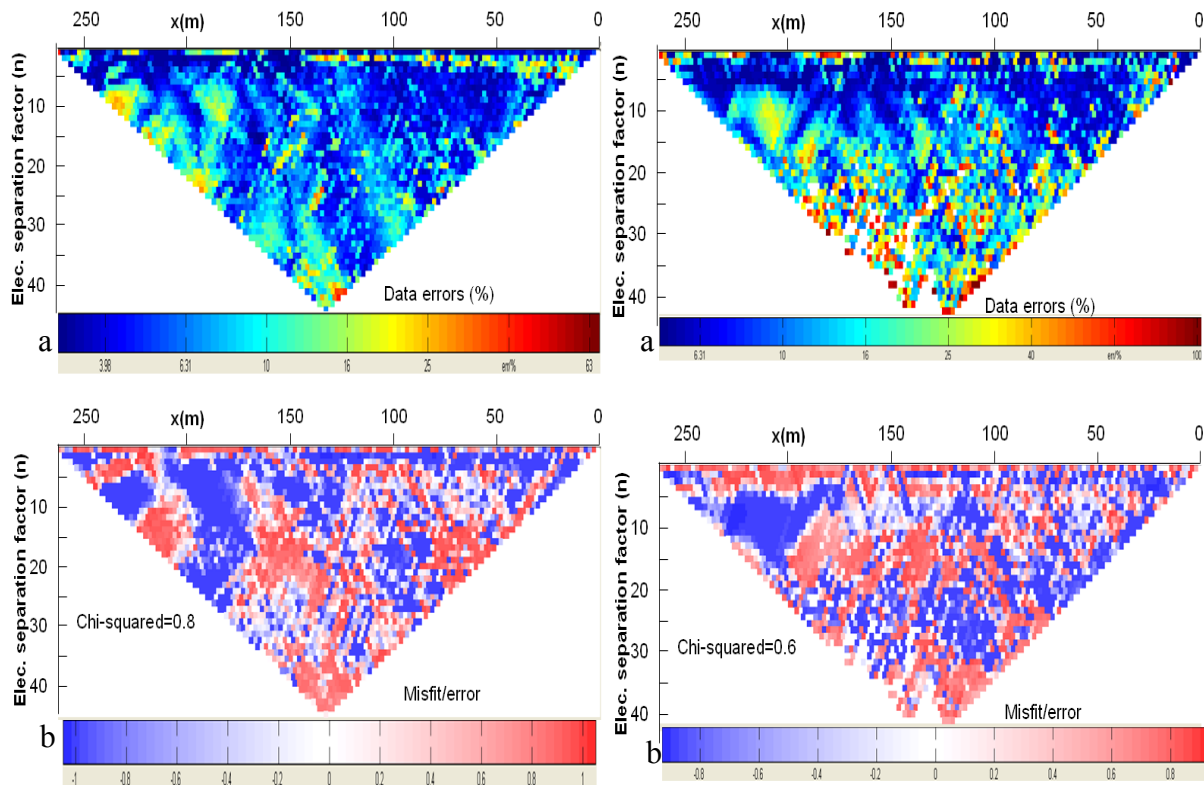 250 x(m) 150 100 50 0
Elec. separation factor (n)
10
20
30
40
Data errors (%)
a
3.98 6.31 10 16 25 err/% 63
250 x(m) 150 100 50 0
Elec. separation factor (n)
10
20
30
40
Data errors (%)
a
6.31 10 16 25 40 err/% 100
250 x(m) 150 100 50 0
Elec. separation factor (n)
10
20
30
40
Chi-squared=0.8
Misfit/error
b
-1 -0.8 -0.6 -0.4 -0.2 0 0.2 0.4 0.6 0.8 1
250 x(m) 150 100 50 0
Elec. separation factor (n)
10
20
30
40
Chi-squared=0.6
Misfit/error
b
-0.8 -0.6 -0.4 -0.2 0 0.2 0.4 0.6 0.8